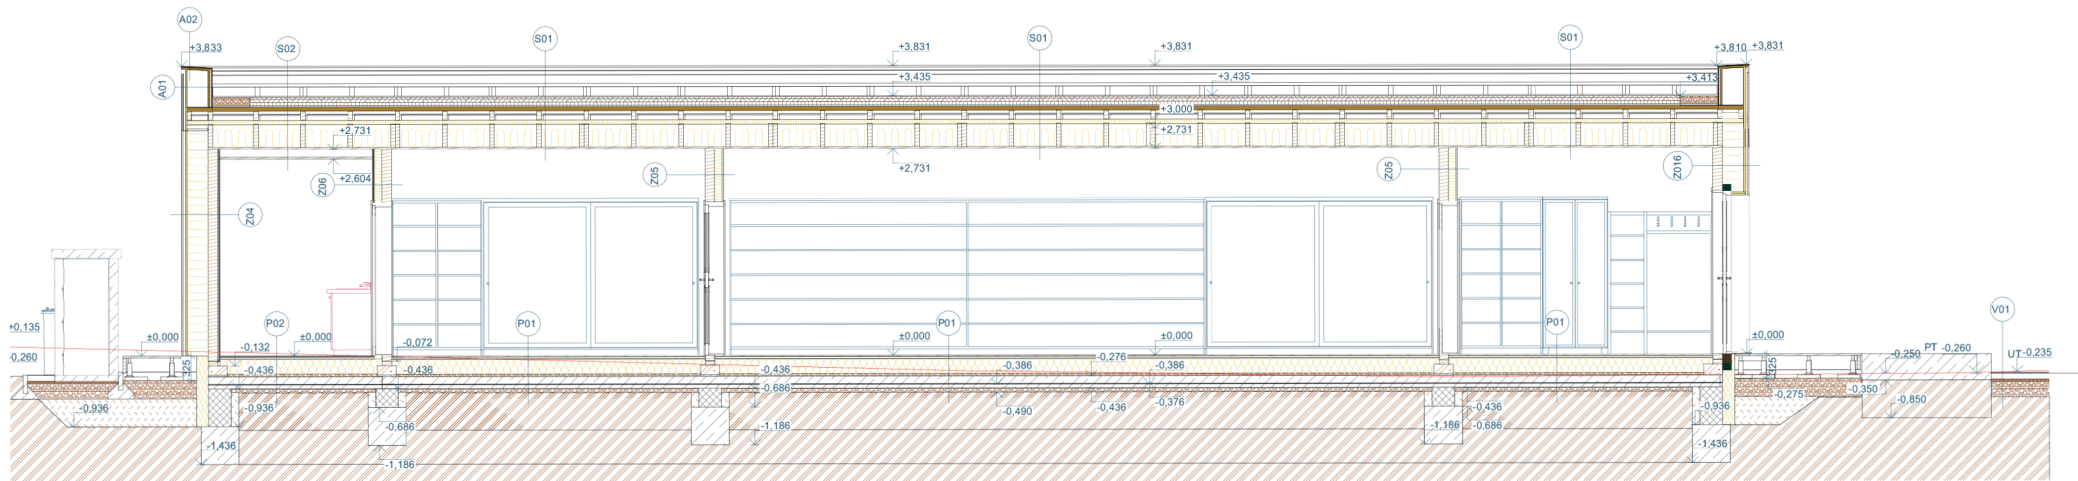 A02
+3,833
S02
S01
+3,831
S01
+3,831
S01
+3,810
+3,831
A01
+3,435
+3,435
+3,413
+3,000
+2,731
+2,731
+2,604
+2,731
Z06
Z05
Z05
Z016
Z04
+0,135
-0,260
±0,000
P02
±0,000
-0,132
-0,072
P01
P01
±0,000
±0,000
P01
±0,000
V01
PT -0,260
UT -0,235
-0,250
325
-0,436
-0,436
-0,436
-0,386
-0,276
-0,386
325
-0,350
-0,275
-0,686
-0,376
-0,490
-0,436
-0,936
-0,936
-0,686
-1,186
-0,436
-1,186
-0,686
-0,936
-0,850
-1,436
-1,186
-1,436